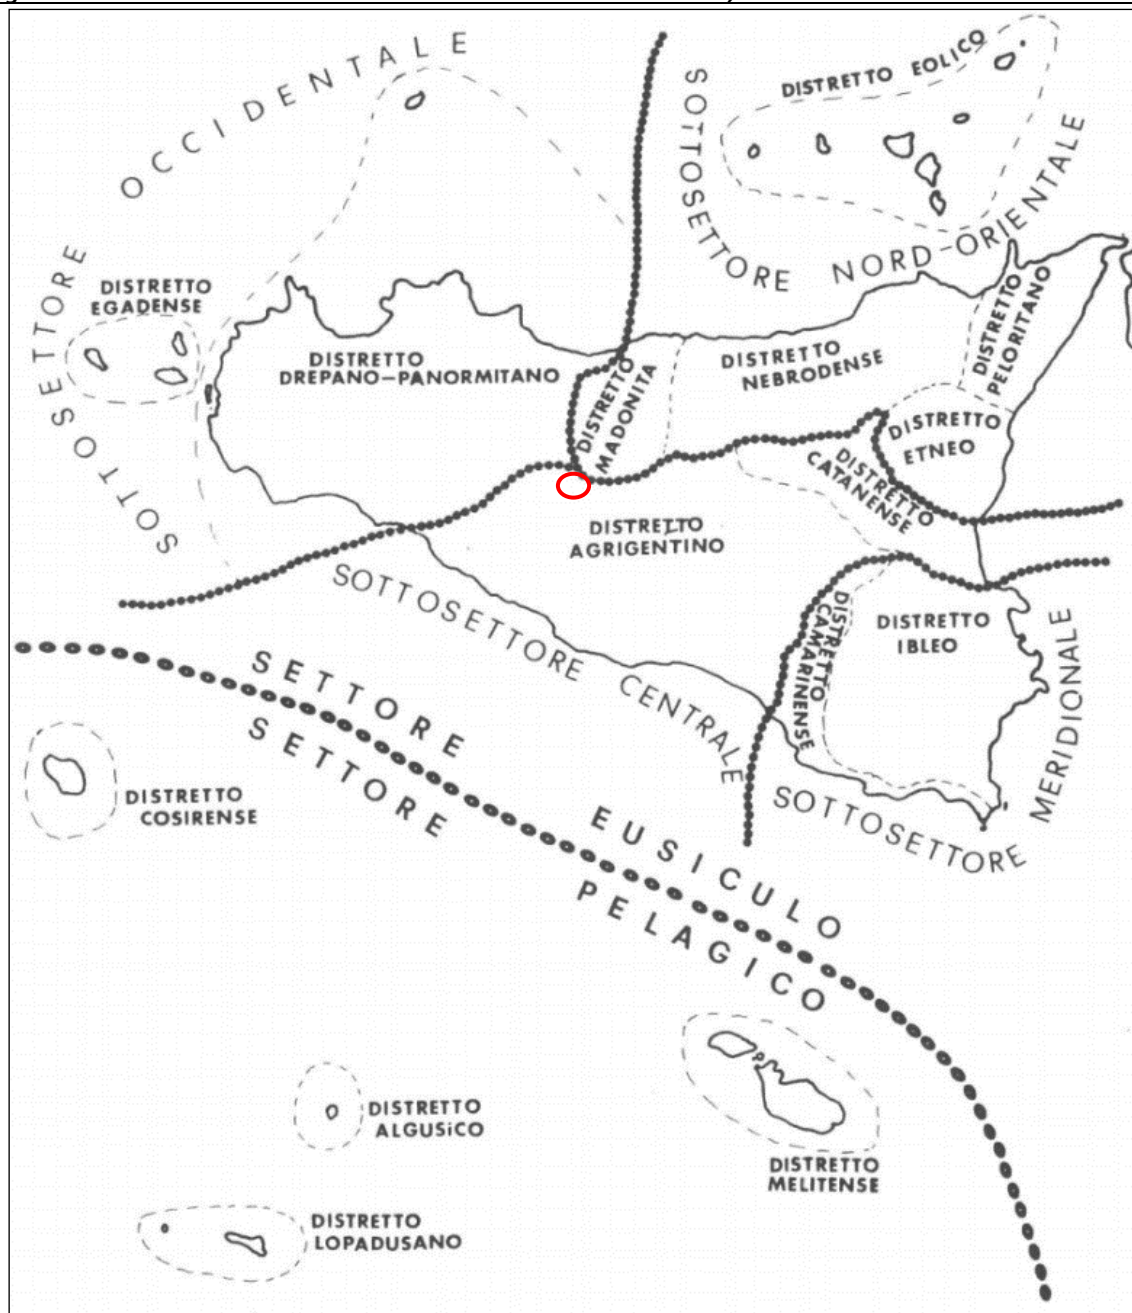 SOTTOSETTORE OCCIDENTALE
SOTTOSETTORE NORD-ORIENTALE
DISTRETTO EOLICO
DISTRETTO
EGADENSE
DISTRETTO
DREPANO-PANORMITANO
DISTRETTO
MADONITA
DISTRETTO
NEBRODENSE
DISTRETTO
PELORITANO
DISTRETTO
ETNEO
DISTRETTO
CATANENSE
DISTRETTO
AGRIGENTINO
SOTTOSETTORE CENTRALE
DISTRETTO
CAMARINENSE
DISTRETTO
IBLEO
SOTTOSETTORE MERIDIONALE
SETTORE EUSICULO
SETTORE PELAGICO
DISTRETTO
COSIRENSE
DISTRETTO
ALGUSiCO
DISTRETTO
MELITENSE
DISTRETTO
LOPADUSANO